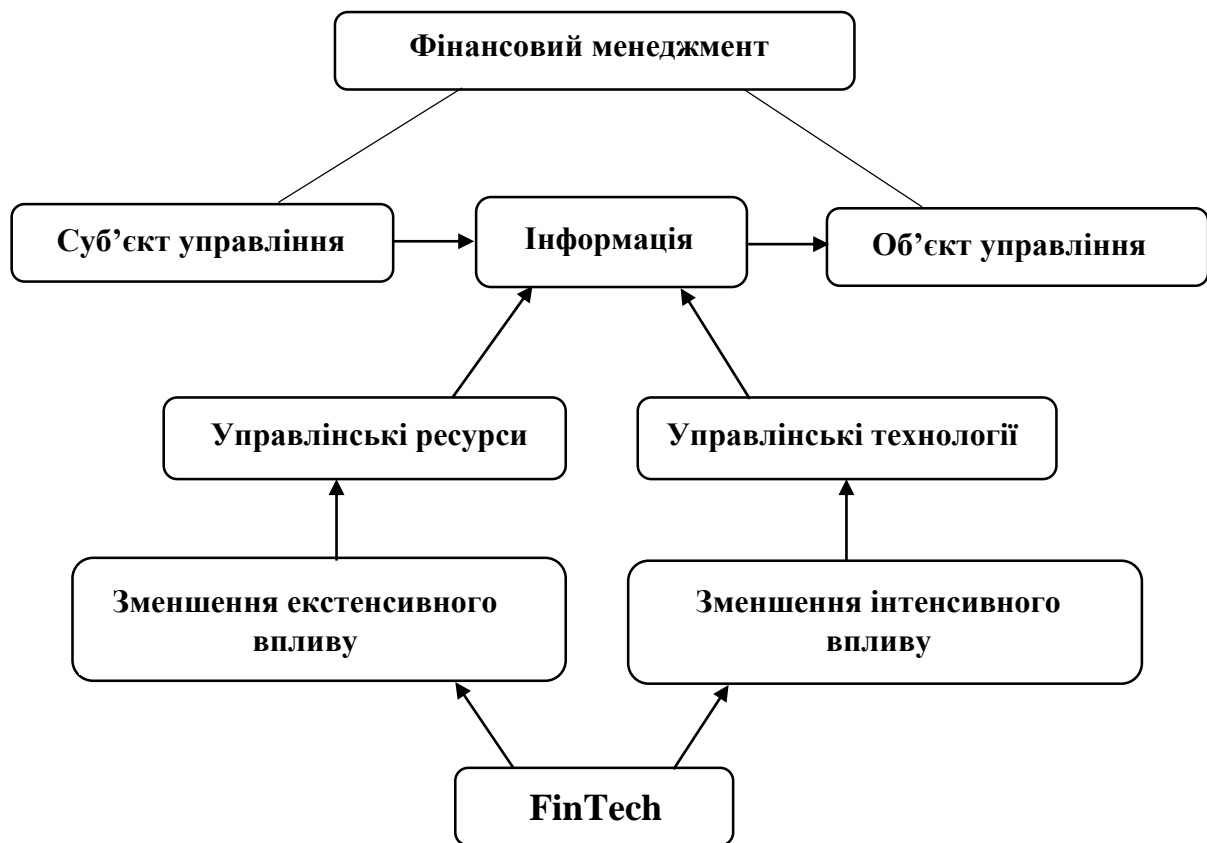 Фінансовий менеджмент
Суб’єкт управління
Інформація
Об’єкт управління
Управлінські ресурси
Управлінські технології
Зменшення екстенсивного
впливу
Зменшення інтенсивного
впливу
FinTech